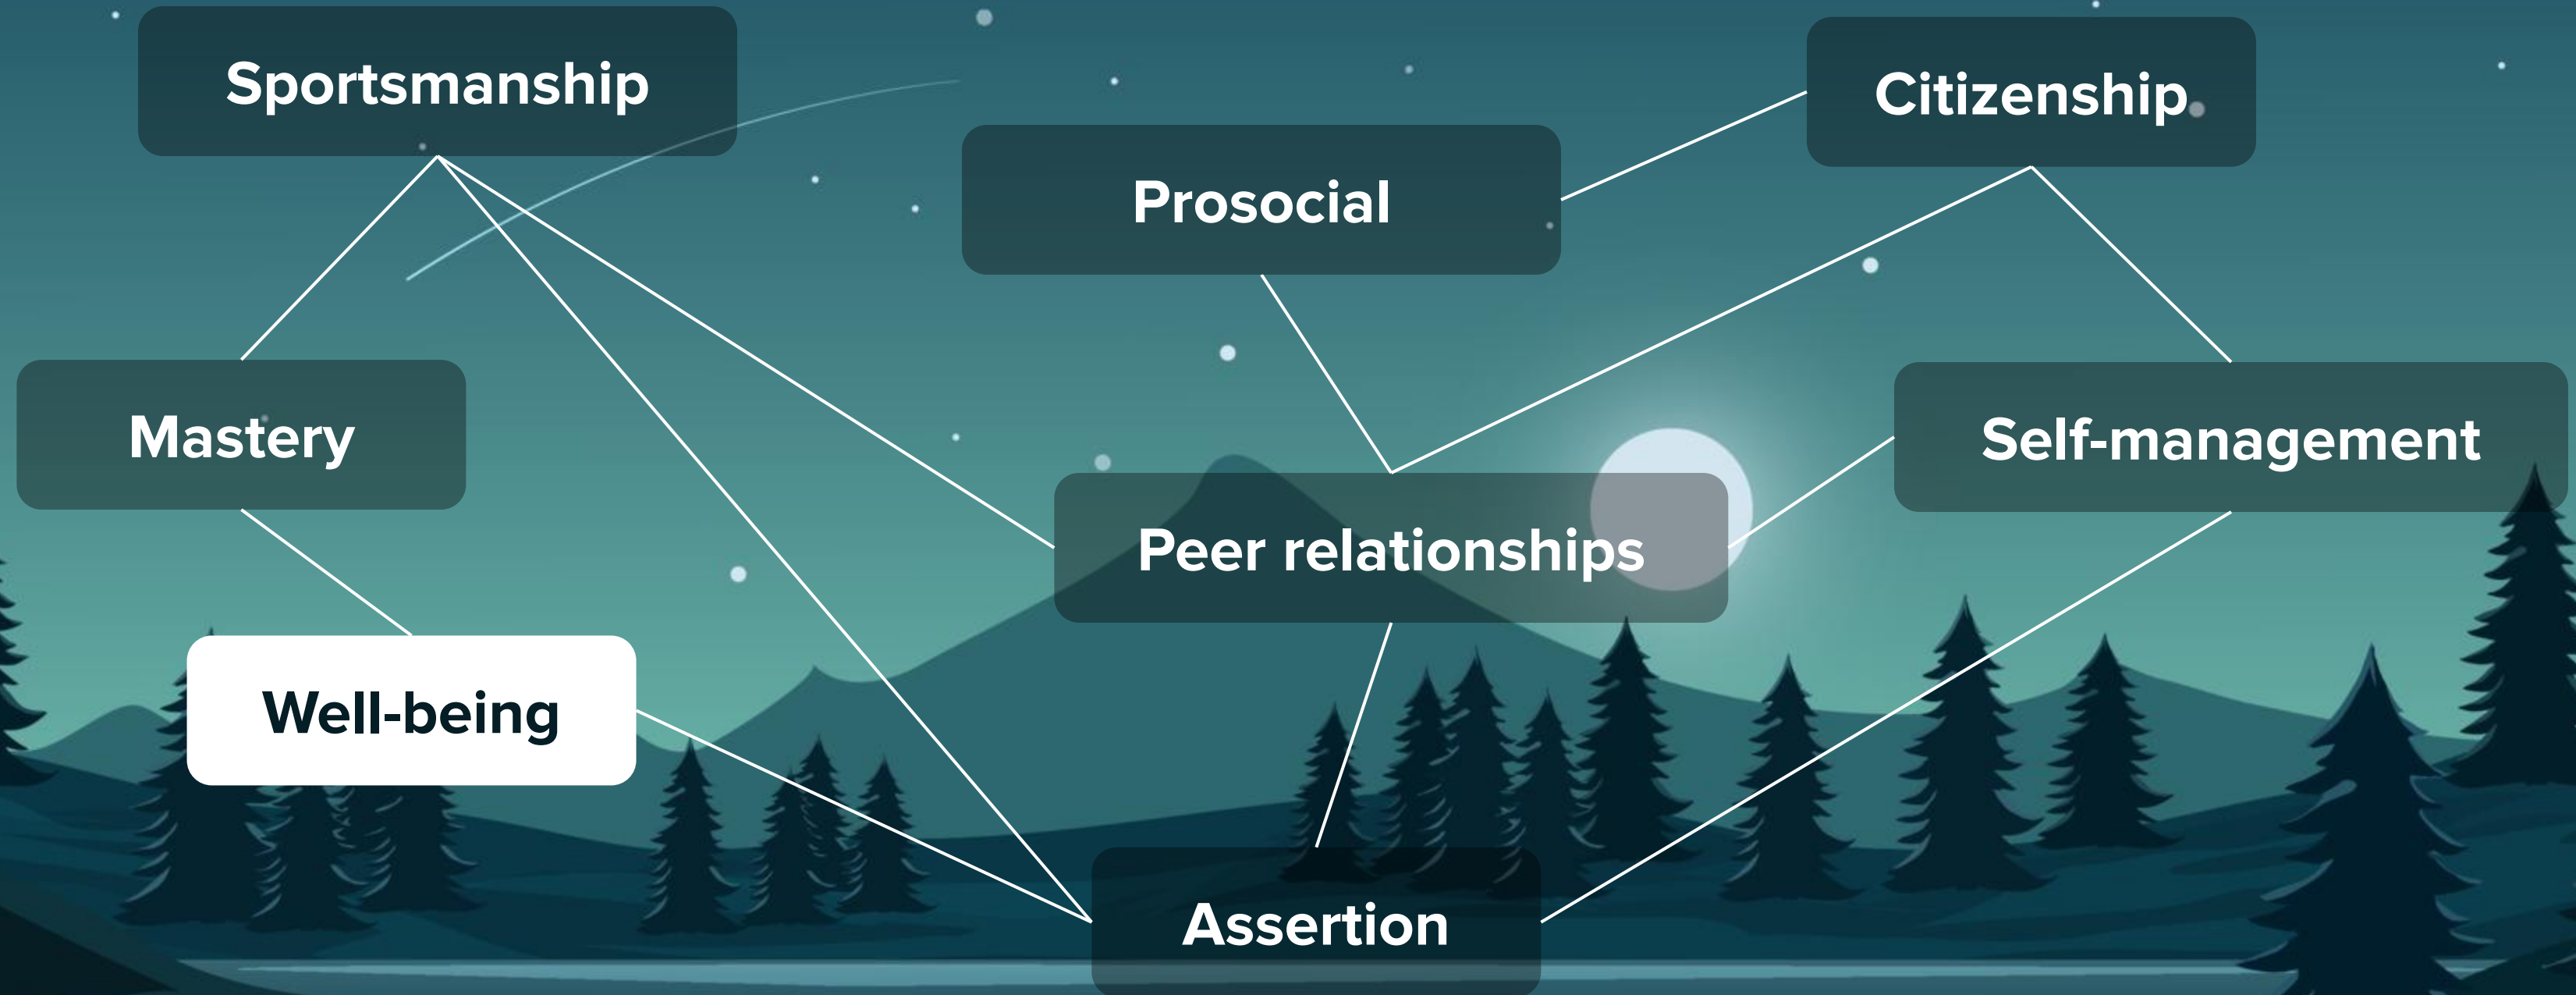 Sportsmanship
Citizenship
Prosocial
Mastery
Self-management
Peer relationships
Well-being
Assertion